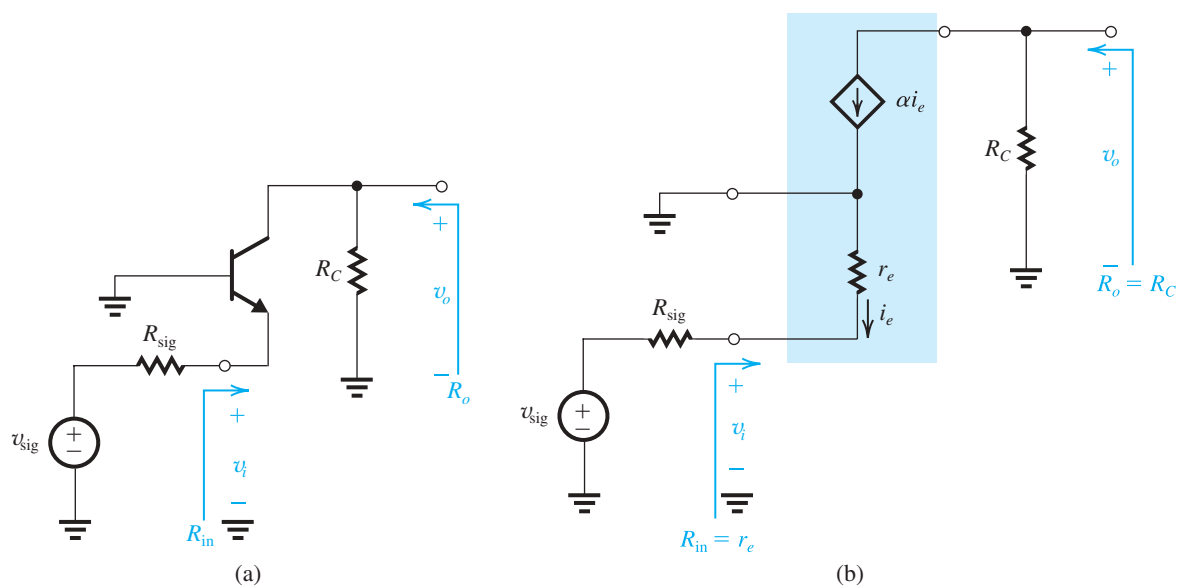 R_C
+
v_o
−
R_o
R_sig
v_sig
+
−
+
v_i
−
R_in
(a)
αi_e
R_C
+
v_o
−
R_o = R_C
r_e
i_e
R_sig
v_sig
+
−
+
v_i
−
R_in = r_e
(b)